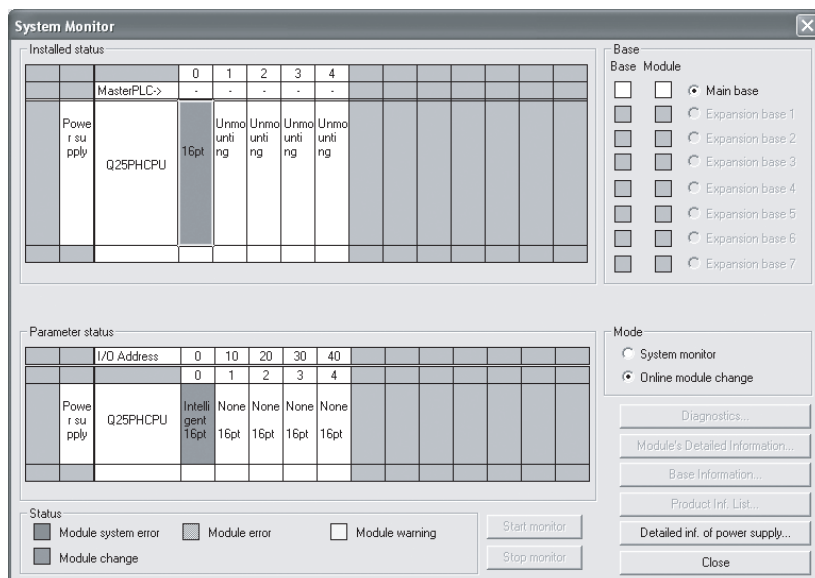 System Monitor
Installed status
0 1 2 3 4
MasterPLC-> - - - - -
Powe
r su
pply
Q25PHCPU
16pt
Unmo
unti
ng
Unmo
unti
ng
Unmo
unti
ng
Unmo
unti
ng
Base
Base Module
Main base
Expansion base 1
Expansion base 2
Expansion base 3
Expansion base 4
Expansion base 5
Expansion base 6
Expansion base 7
Parameter status
I/O Address 0 10 20 30 40
0 1 2 3 4
Powe
r su
pply
Q25PHCPU
Intelli
gent
16pt
None
16pt
None
16pt
None
16pt
None
16pt
Mode
System monitor
Online module change
Diagnostics...
Module's Detailed Information...
Base Information...
Product Inf. List...
Detailed inf. of power supply...
Close
Status
Module system error Module error Module warning
Module change
Start monitor
Stop monitor